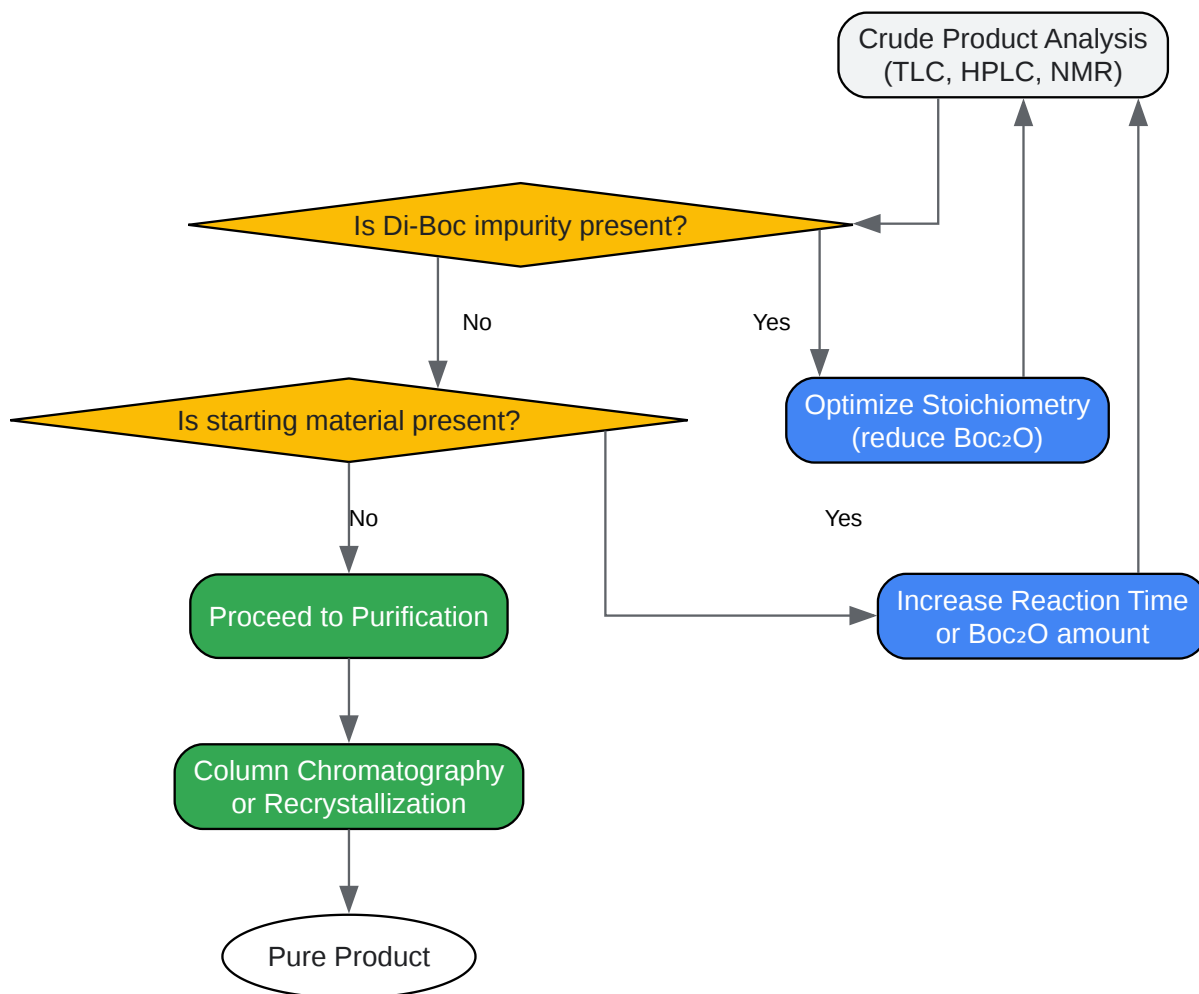 Crude Product Analysis
(TLC, HPLC, NMR)
Is Di-Boc impurity present?
No
Yes
Optimize Stoichiometry
(reduce Boc₂O)
Is starting material present?
No
Yes
Proceed to Purification
Increase Reaction Time
or Boc₂O amount
Column Chromatography
or Recrystallization
Pure Product